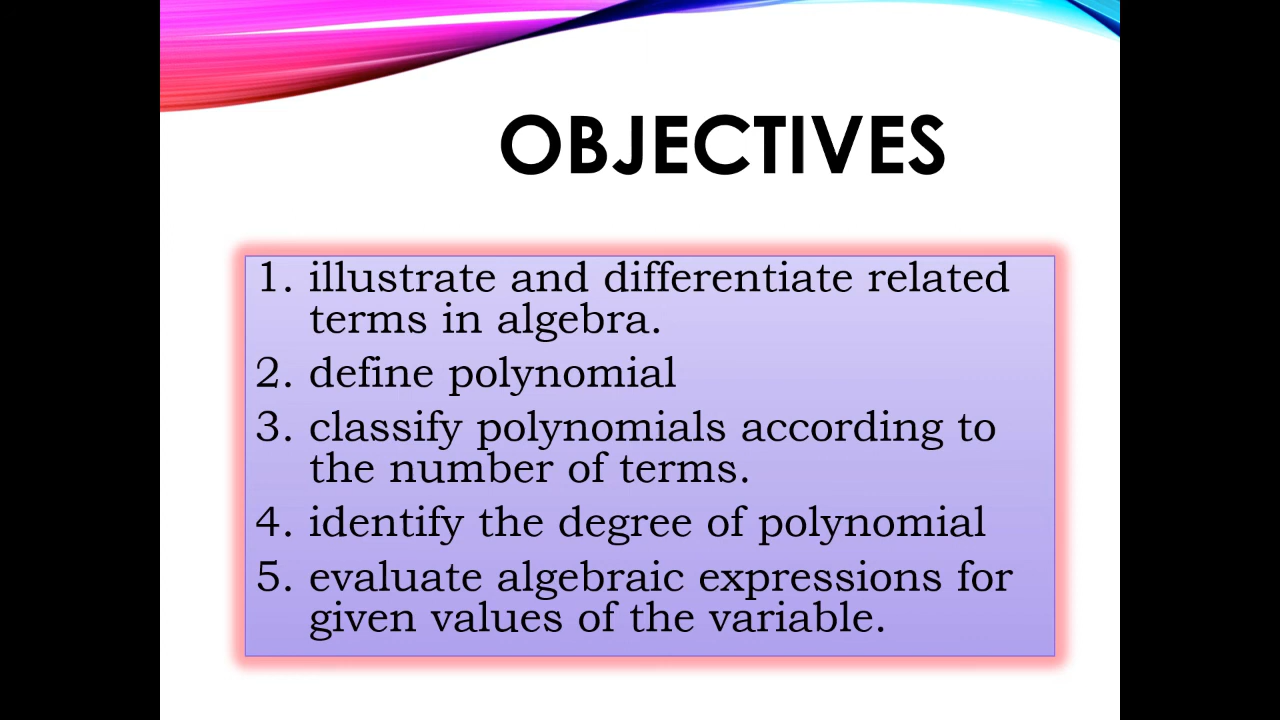 OBJECTIVES
1. illustrate and differentiate related
terms in algebra.
2. define polynomial
3. classify polynomials according to
the number of terms.
4. identify the degree of polynomial
5. evaluate algebraic expressions for
given values of the variable.